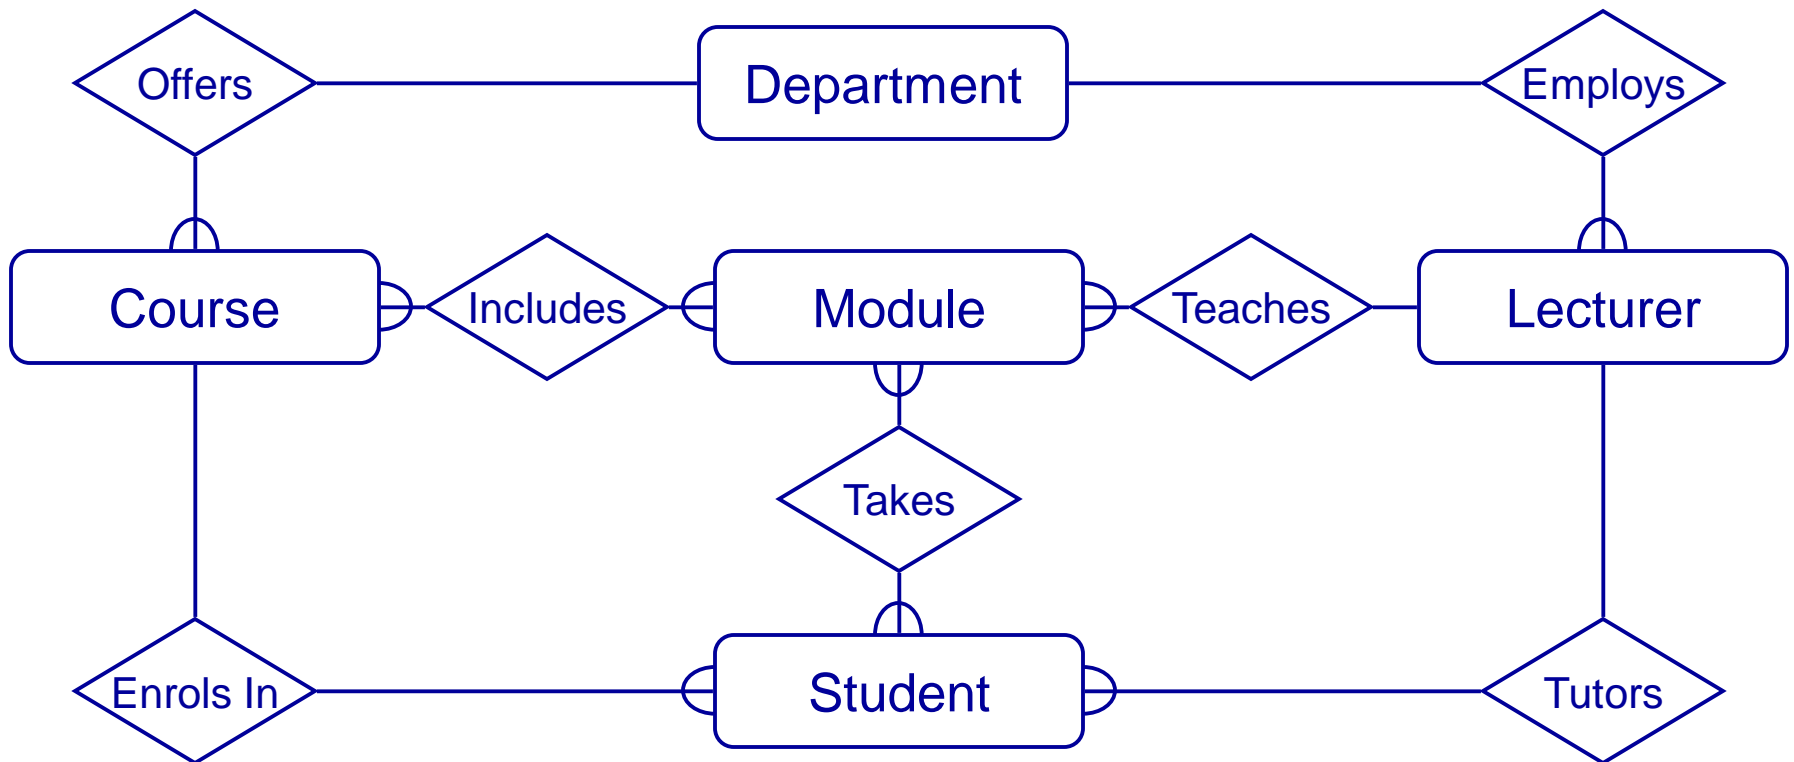 Offers
Department
Employs
Course
Includes
Module
Teaches
Lecturer
Takes
Enrols In
Student
Tutors